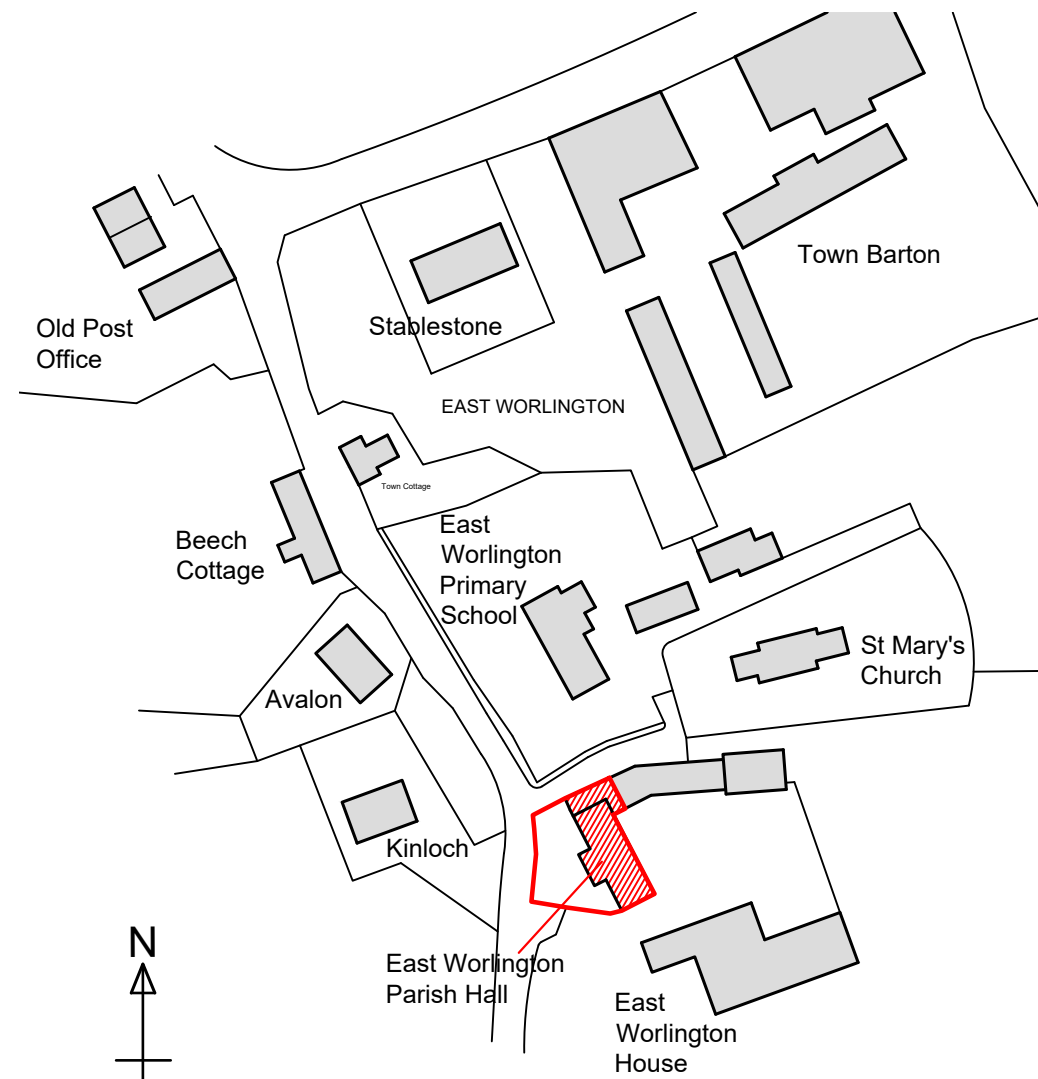 Town Barton
Old Post
Office
Stablestone
EAST WORLINGTON
Town Cottage
East
Worlington
Primary
School
Beech
Cottage
St Mary's
Church
Avalon
Kinloch
N
East Worlington
Parish Hall
East
Worlington
House